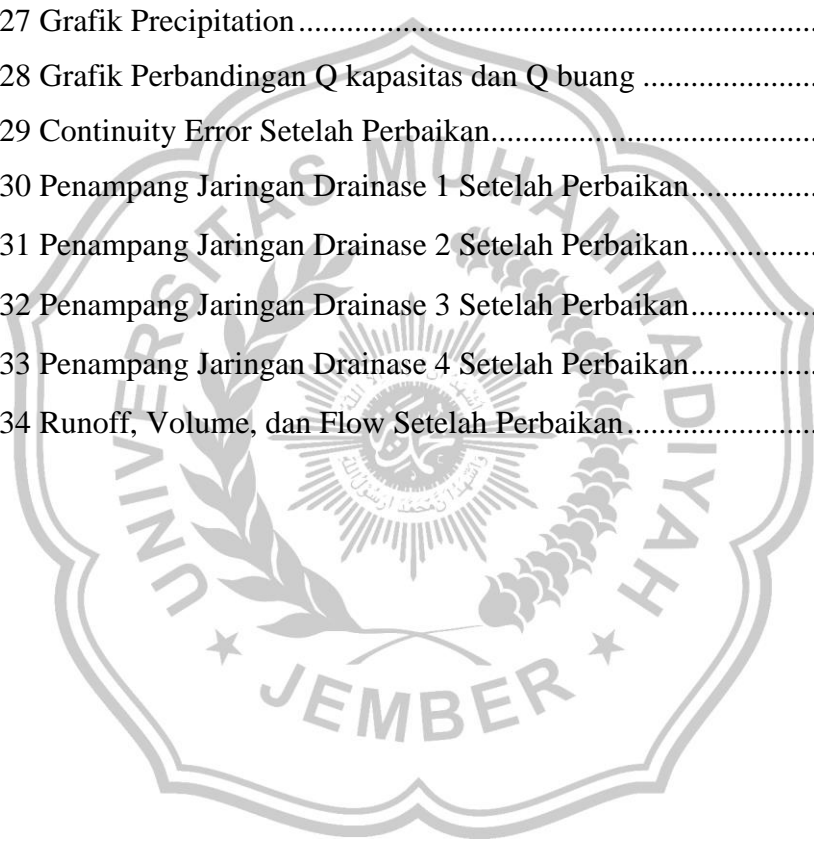 27 Grafik Precipitation.....................................................................
28 Grafik Perbandingan Q kapasitas dan Q buang .......................
29 Continuity Error Setelah Perbaikan...........................................
30 Penampang Jaringan Drainase 1 Setelah Perbaikan................
31 Penampang Jaringan Drainase 2 Setelah Perbaikan................
32 Penampang Jaringan Drainase 3 Setelah Perbaikan................
33 Penampang Jaringan Drainase 4 Setelah Perbaikan................
34 Runoff, Volume, dan Flow Setelah Perbaikan.........................
UNIVERSITAS MUHAMMADIYAH
JEMBER